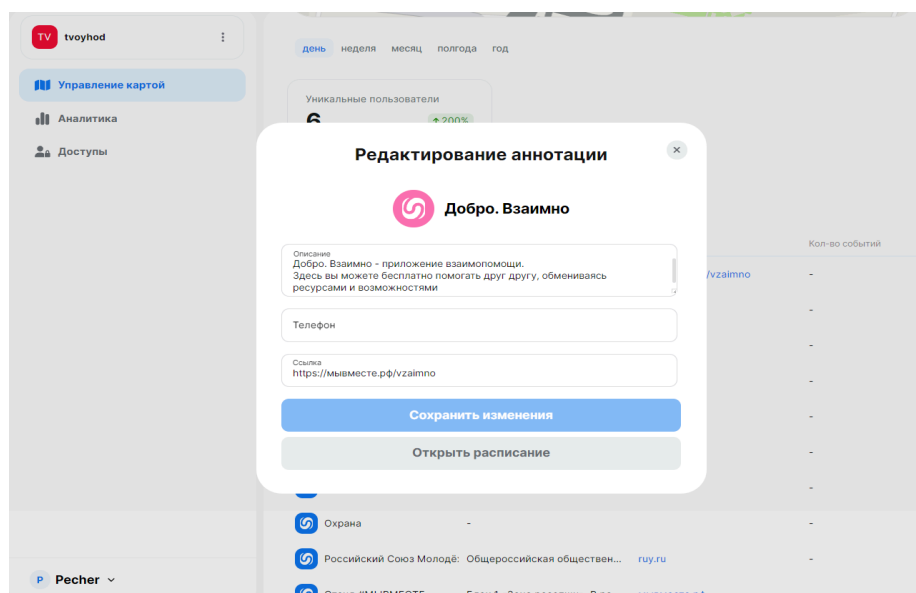 TV
tvoyhod
день неделя месяц полгода год
Управление картой
Уникальные пользователи
6
↑200%
Аналитика
Доступы
Редактирование аннотации
×
Добро. Взаимно
Кол-во событий
Описание
Добро. Взаимно - приложение взаимопомощи.
Здесь вы можете бесплатно помогать друг другу, обмениваясь
ресурсами и возможностями
/vzaimno
-
-
Телефон
-
Ссылка
https://мывместе.рф/vzaimno
-
Сохранить изменения
-
Открыть расписание
-
-
Охрана - -
Российский Союз Молодё: Общероссийская обществен... ruy.ru -
P Pecher